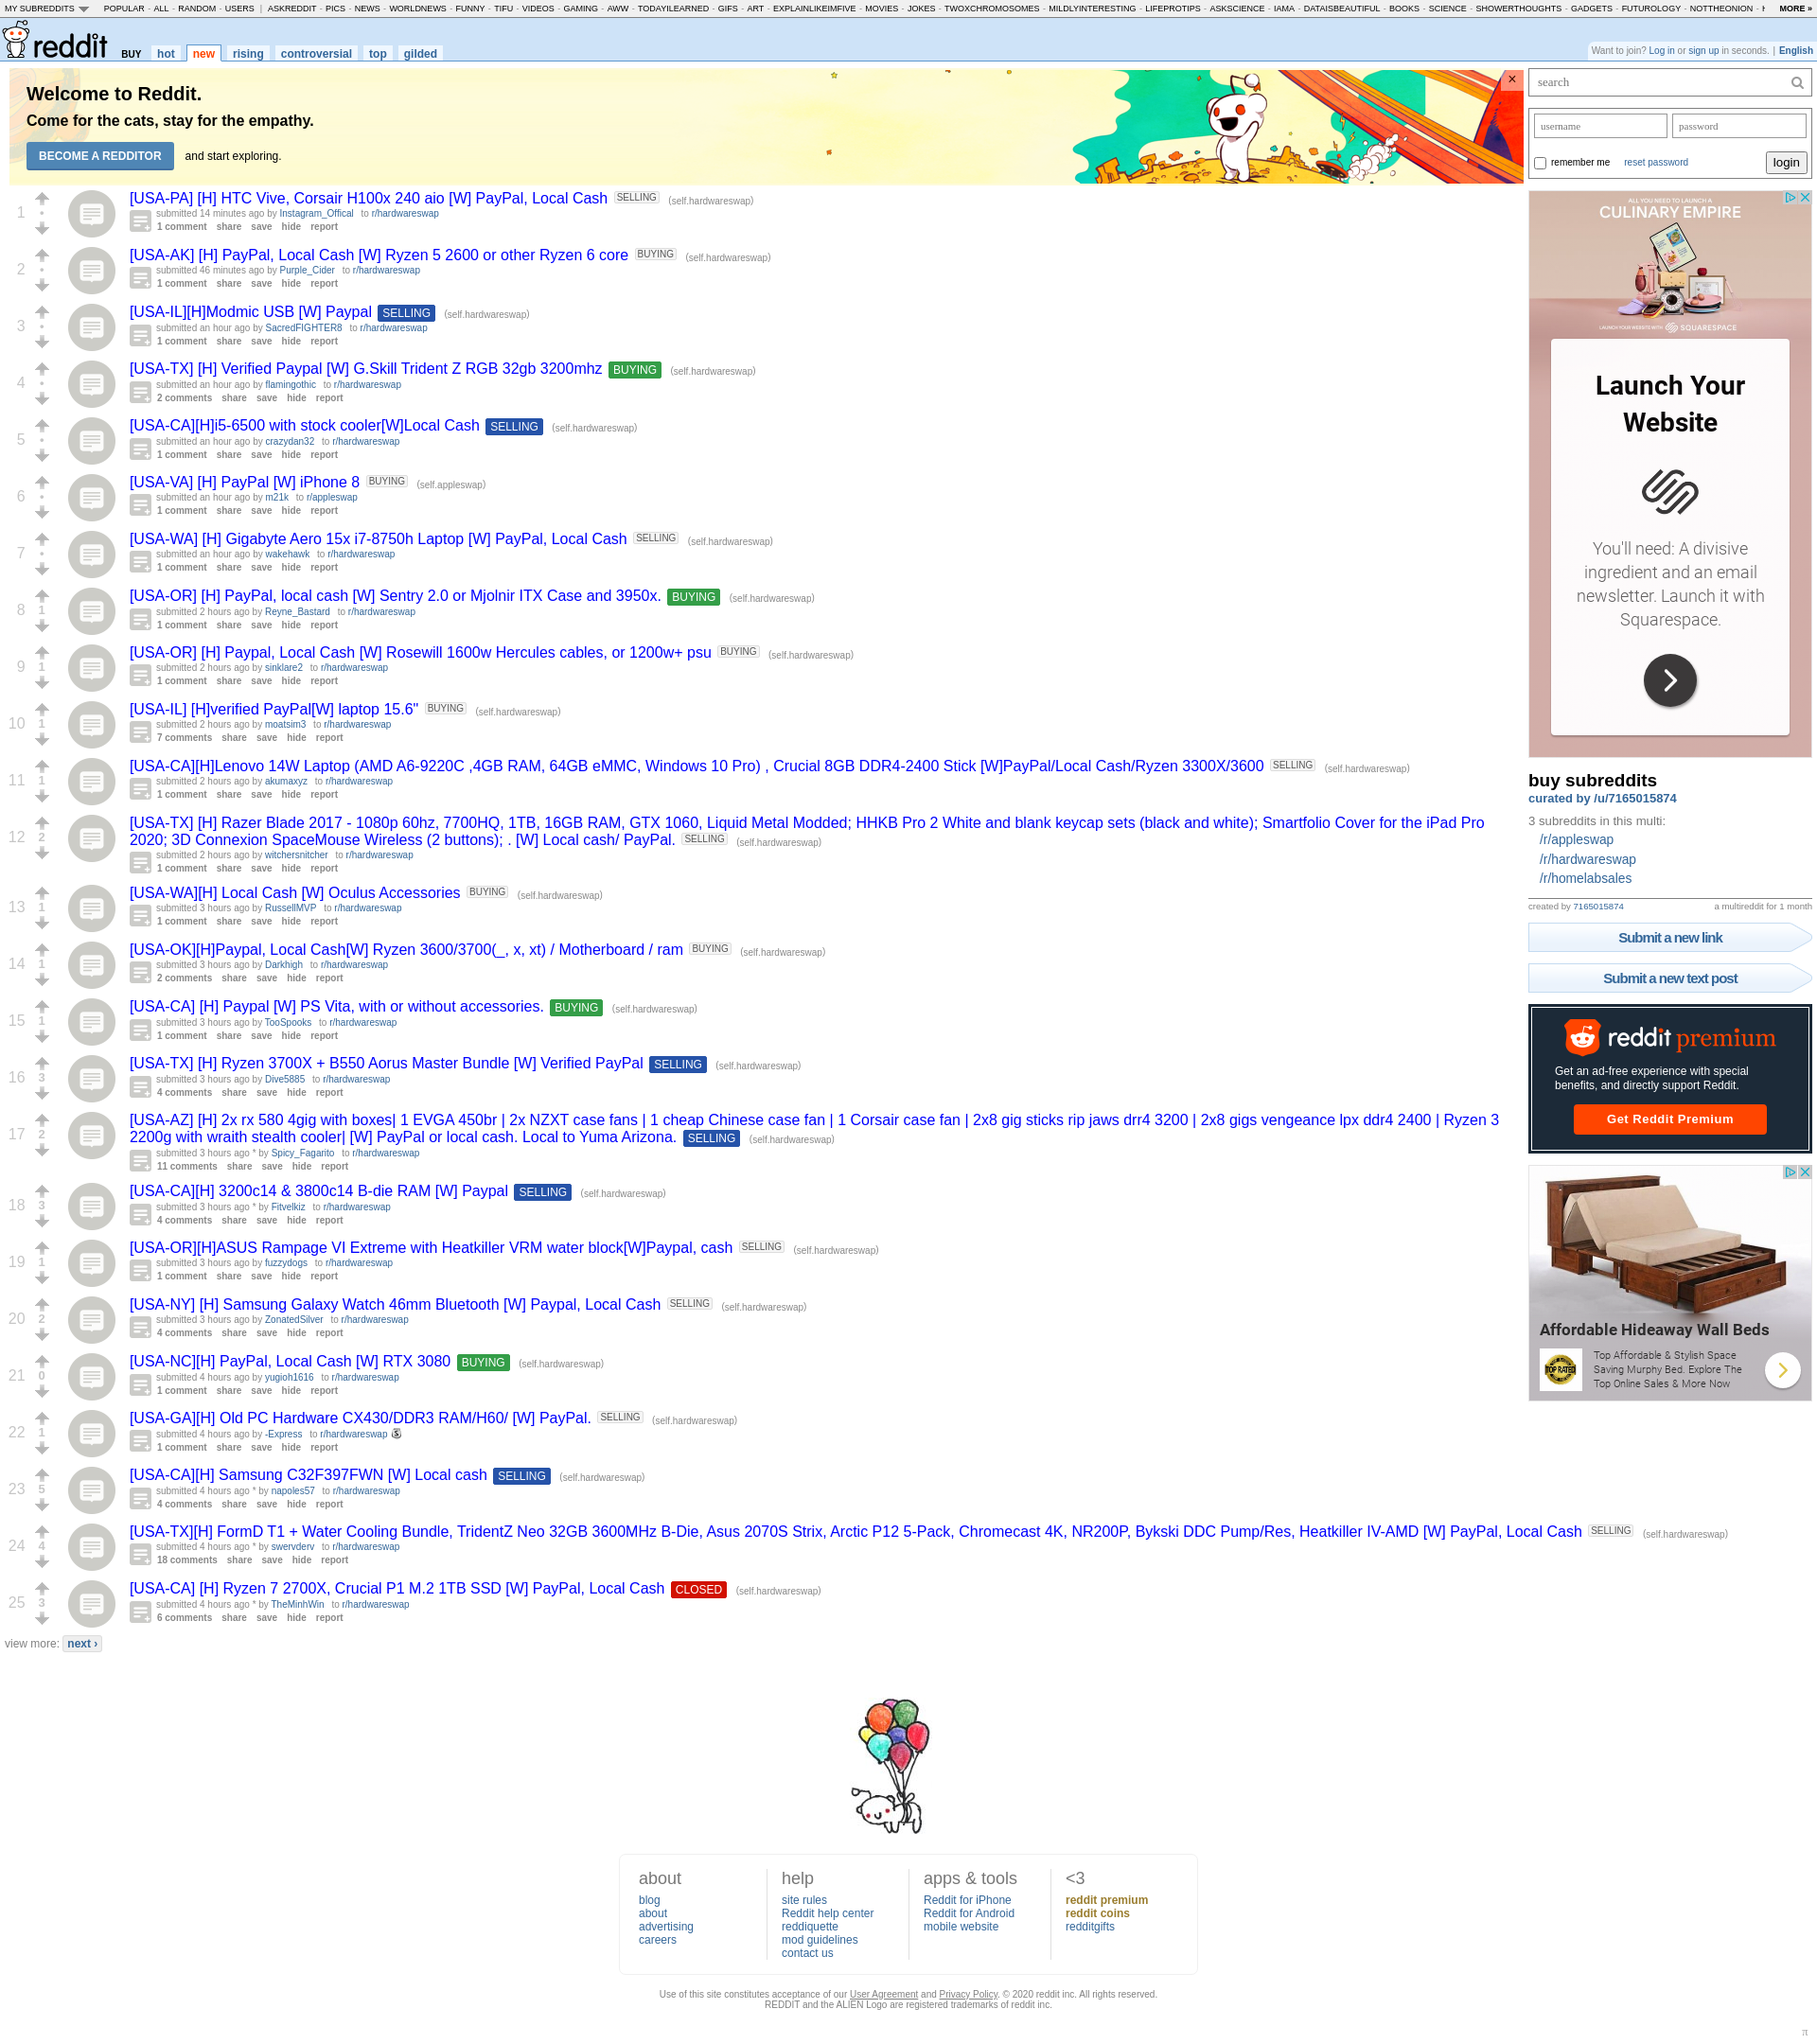 MY SUBREDDITS POPULAR - ALL - RANDOM - USERS | ASKREDDIT - PICS - NEWS - WORLDNEWS - FUNNY - TIFU - VIDEOS - GAMING - AWW - TODAYILEARNED - GIFS - ART - EXPLAINLIKEIMFIVE - MOVIES - JOKES - TWOXCHROMOSOMES - MILDLYINTERESTING - LIFEPROTIPS - ASKSCIENCE - IAMA - DATAISBEAUTIFUL - BOOKS - SCIENCE - SHOWERTHOUGHTS - GADGETS - FUTUROLOGY - NOTTHEONION - MORE »
reddit BUY hot new rising controversial top gilded
Want to join? Log in or sign up in seconds. | English
Welcome to Reddit.
Come for the cats, stay for the empathy.
BECOME A REDDITOR and start exploring.
×
1
[USA-PA] [H] HTC Vive, Corsair H100x 240 aio [W] PayPal, Local Cash SELLING (self.hardwareswap)
submitted 14 minutes ago by Instagram_Offical to r/hardwareswap
1 comment share save hide report
2
[USA-AK] [H] PayPal, Local Cash [W] Ryzen 5 2600 or other Ryzen 6 core BUYING (self.hardwareswap)
submitted 46 minutes ago by Purple_Cider to r/hardwareswap
1 comment share save hide report
3
[USA-IL][H]Modmic USB [W] Paypal SELLING (self.hardwareswap)
submitted an hour ago by SacredFIGHTER8 to r/hardwareswap
1 comment share save hide report
4
[USA-TX] [H] Verified Paypal [W] G.Skill Trident Z RGB 32gb 3200mhz BUYING (self.hardwareswap)
submitted an hour ago by flamingothic to r/hardwareswap
2 comments share save hide report
5
[USA-CA][H]i5-6500 with stock cooler[W]Local Cash SELLING (self.hardwareswap)
submitted an hour ago by crazydan32 to r/hardwareswap
1 comment share save hide report
6
[USA-VA] [H] PayPal [W] iPhone 8 BUYING (self.appleswap)
submitted an hour ago by m21k to r/appleswap
1 comment share save hide report
7
[USA-WA] [H] Gigabyte Aero 15x i7-8750h Laptop [W] PayPal, Local Cash SELLING (self.hardwareswap)
submitted an hour ago by wakehawk to r/hardwareswap
1 comment share save hide report
8 1
[USA-OR] [H] PayPal, local cash [W] Sentry 2.0 or Mjolnir ITX Case and 3950x. BUYING (self.hardwareswap)
submitted 2 hours ago by Reyne_Bastard to r/hardwareswap
1 comment share save hide report
9 1
[USA-OR] [H] Paypal, Local Cash [W] Rosewill 1600w Hercules cables, or 1200w+ psu BUYING (self.hardwareswap)
submitted 2 hours ago by sinklare2 to r/hardwareswap
1 comment share save hide report
10 1
[USA-IL] [H]verified PayPal[W] laptop 15.6" BUYING (self.hardwareswap)
submitted 2 hours ago by moatsim3 to r/hardwareswap
7 comments share save hide report
11 1
[USA-CA][H]Lenovo 14W Laptop (AMD A6-9220C ,4GB RAM, 64GB eMMC, Windows 10 Pro) , Crucial 8GB DDR4-2400 Stick [W]PayPal/Local Cash/Ryzen 3300X/3600 SELLING (self.hardwareswap)
submitted 2 hours ago by akumaxyz to r/hardwareswap
1 comment share save hide report
12 2
[USA-TX] [H] Razer Blade 2017 - 1080p 60hz, 7700HQ, 1TB, 16GB RAM, GTX 1060, Liquid Metal Modded; HHKB Pro 2 White and blank keycap sets (black and white); Smartfolio Cover for the iPad Pro
2020; 3D Connexion SpaceMouse Wireless (2 buttons); . [W] Local cash/ PayPal. SELLING (self.hardwareswap)
submitted 2 hours ago by witchersnitcher to r/hardwareswap
1 comment share save hide report
13 1
[USA-WA][H] Local Cash [W] Oculus Accessories BUYING (self.hardwareswap)
submitted 3 hours ago by RussellMVP to r/hardwareswap
1 comment share save hide report
14 1
[USA-OK][H]Paypal, Local Cash[W] Ryzen 3600/3700(_, x, xt) / Motherboard / ram BUYING (self.hardwareswap)
submitted 3 hours ago by Darkhigh to r/hardwareswap
2 comments share save hide report
15 1
[USA-CA] [H] Paypal [W] PS Vita, with or without accessories. BUYING (self.hardwareswap)
submitted 3 hours ago by TooSpooks to r/hardwareswap
1 comment share save hide report
16 3
[USA-TX] [H] Ryzen 3700X + B550 Aorus Master Bundle [W] Verified PayPal SELLING (self.hardwareswap)
submitted 3 hours ago by Dive5885 to r/hardwareswap
4 comments share save hide report
17 2
[USA-AZ] [H] 2x rx 580 4gig with boxes| 1 EVGA 450br | 2x NZXT case fans | 1 cheap Chinese case fan | 1 Corsair case fan | 2x8 gig sticks rip jaws drr4 3200 | 2x8 gigs vengeance lpx ddr4 2400 | Ryzen 3
2200g with wraith stealth cooler| [W] PayPal or local cash. Local to Yuma Arizona. SELLING (self.hardwareswap)
submitted 3 hours ago * by Spicy_Fagarito to r/hardwareswap
11 comments share save hide report
18 3
[USA-CA][H] 3200c14 & 3800c14 B-die RAM [W] Paypal SELLING (self.hardwareswap)
submitted 3 hours ago * by Fitvelkiz to r/hardwareswap
4 comments share save hide report
19 1
[USA-OR][H]ASUS Rampage VI Extreme with Heatkiller VRM water block[W]Paypal, cash SELLING (self.hardwareswap)
submitted 3 hours ago by fuzzydogs to r/hardwareswap
1 comment share save hide report
20 2
[USA-NY] [H] Samsung Galaxy Watch 46mm Bluetooth [W] Paypal, Local Cash SELLING (self.hardwareswap)
submitted 3 hours ago by ZonatedSilver to r/hardwareswap
4 comments share save hide report
21 0
[USA-NC][H] PayPal, Local Cash [W] RTX 3080 BUYING (self.hardwareswap)
submitted 4 hours ago by yugioh1616 to r/hardwareswap
1 comment share save hide report
22 1
[USA-GA][H] Old PC Hardware CX430/DDR3 RAM/H60/ [W] PayPal. SELLING (self.hardwareswap)
submitted 4 hours ago by -Express to r/hardwareswap
1 comment share save hide report
23 5
[USA-CA][H] Samsung C32F397FWN [W] Local cash SELLING (self.hardwareswap)
submitted 4 hours ago * by napoles57 to r/hardwareswap
4 comments share save hide report
24 4
[USA-TX][H] FormD T1 + Water Cooling Bundle, TridentZ Neo 32GB 3600MHz B-Die, Asus 2070S Strix, Arctic P12 5-Pack, Chromecast 4K, NR200P, Bykski DDC Pump/Res, Heatkiller IV-AMD [W] PayPal, Local Cash SELLING (self.hardwareswap)
submitted 4 hours ago * by swervderv to r/hardwareswap
18 comments share save hide report
25 3
[USA-CA] [H] Ryzen 7 2700X, Crucial P1 M.2 1TB SSD [W] PayPal, Local Cash CLOSED (self.hardwareswap)
submitted 4 hours ago * by TheMinhWin to r/hardwareswap
6 comments share save hide report
view more: next ›
search
username password
remember me reset password login
ALL YOU NEED TO LAUNCH A
CULINARY EMPIRE
LAUNCH YOUR WEBSITE WITH SQUARESPACE
Launch Your
Website
You'll need: A divisive
ingredient and an email
newsletter. Launch it with
Squarespace.
buy subreddits
curated by /u/7165015874
3 subreddits in this multi:
/r/appleswap
/r/hardwareswap
/r/homelabsales
created by 7165015874 a multireddit for 1 month
Submit a new link
Submit a new text post
reddit premium
Get an ad-free experience with special
benefits, and directly support Reddit.
Get Reddit Premium
Affordable Hideaway Wall Beds
TOP RATED
Top Affordable & Stylish Space
Saving Murphy Bed. Explore The
Top Online Sales & More Now
about
blog
about
advertising
careers
help
site rules
Reddit help center
reddiquette
mod guidelines
contact us
apps & tools
Reddit for iPhone
Reddit for Android
mobile website
<3
reddit premium
reddit coins
redditgifts
Use of this site constitutes acceptance of our User Agreement and Privacy Policy. © 2020 reddit inc. All rights reserved.
REDDIT and the ALIEN Logo are registered trademarks of reddit inc.
π